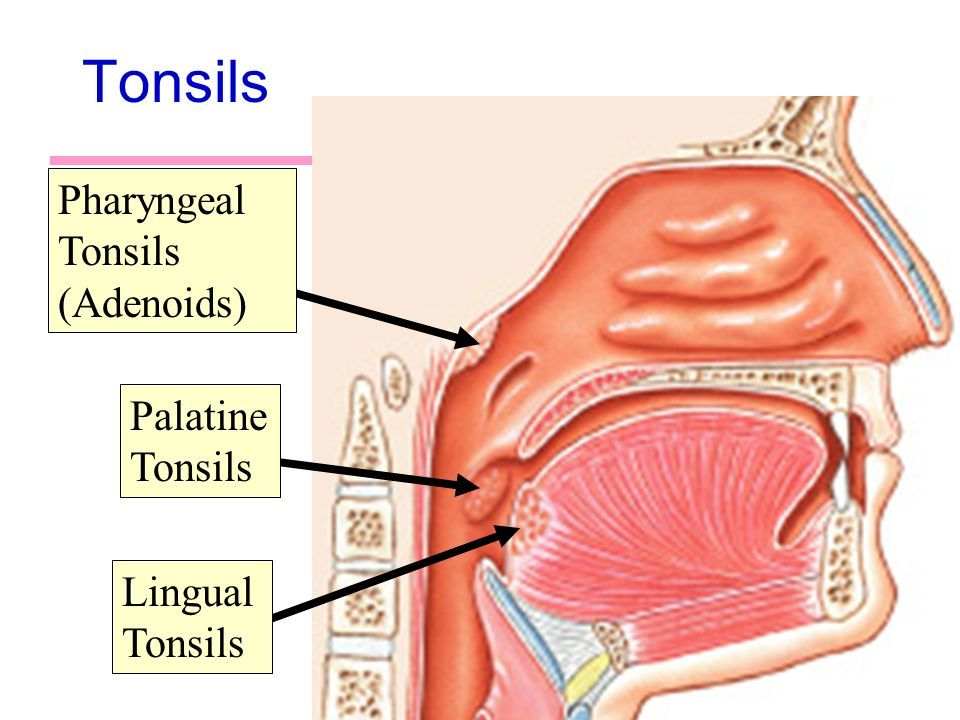 Tonsils
Pharyngeal
Tonsils
(Adenoids)
Palatine
Tonsils
Lingual
Tonsils